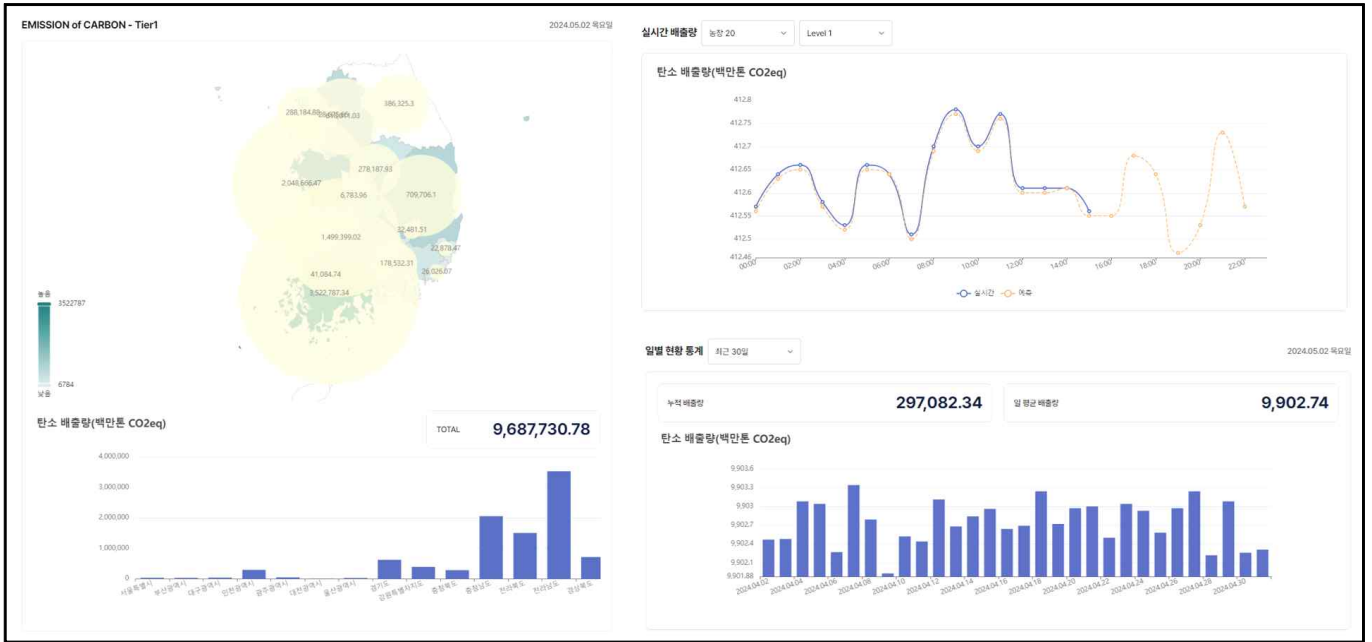 EMISSION of CARBON - Tier1
2024.05.02 목요일
386,325.3
288,184.88
278,187.93
2,048,666.47
6,783.96
709,706.1
32,481.51
1,499,399.02
22,878.47
178,532.31
26,026.07
41,084.74
3,522,787.34
높음
3522787
6784
낮음
탄소 배출량(백만톤 CO2eq)
TOTAL
9,687,730.78
4,000,000
3,000,000
2,000,000
1,000,000
0
서울특별시
부산광역시
대구광역시
인천광역시
광주광역시
대전광역시
울산광역시
경기도
강원특별자치도
충청북도
충청남도
전라북도
전라남도
경상북도
실시간 배출량
농장 20
Level 1
탄소 배출량(백만톤 CO2eq)
412.8
412.75
412.7
412.65
412.6
412.55
412.5
412.46
00:00'
02:00'
04:00'
06:00'
08:00'
10:00'
12:00'
14:00'
16:00'
18:00'
20:00'
22:00'
실시간
예측
일별 현황 통계
최근 30일
2024.05.02 목요일
누적 배출량
297,082.34
일 평균 배출량
9,902.74
탄소 배출량(백만톤 CO2eq)
9,903.6
9,903.3
9,903
9,902.7
9,902.4
9,902.1
9,901.88
2024.04.02
2024.04.04
2024.04.06
2024.04.08
2024.04.10
2024.04.12
2024.04.14
2024.04.16
2024.04.18
2024.04.20
2024.04.22
2024.04.24
2024.04.26
2024.04.28
2024.04.30